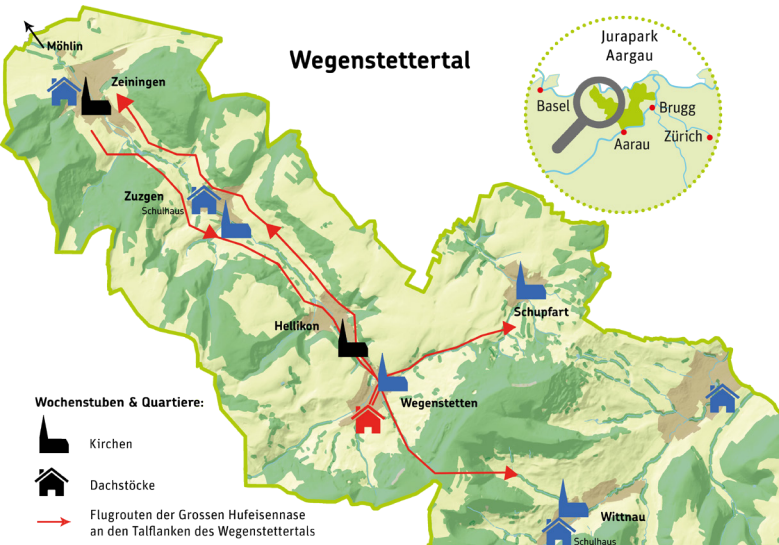 Möhlin
Zeiningen
Wegenstettertal
Jurapark
Aargau
Basel
Brugg
Aarau
Zürich
Zuzgen
Schulhaus
Hellikon
Schupfart
Wegenstetten
Wochenstuben & Quartiere:
Kirchen
Dachstöcke
Flugrouten der Grossen Hufeisennase
an den Talflanken des Wegenstettertals
Wittnau
Schulhaus